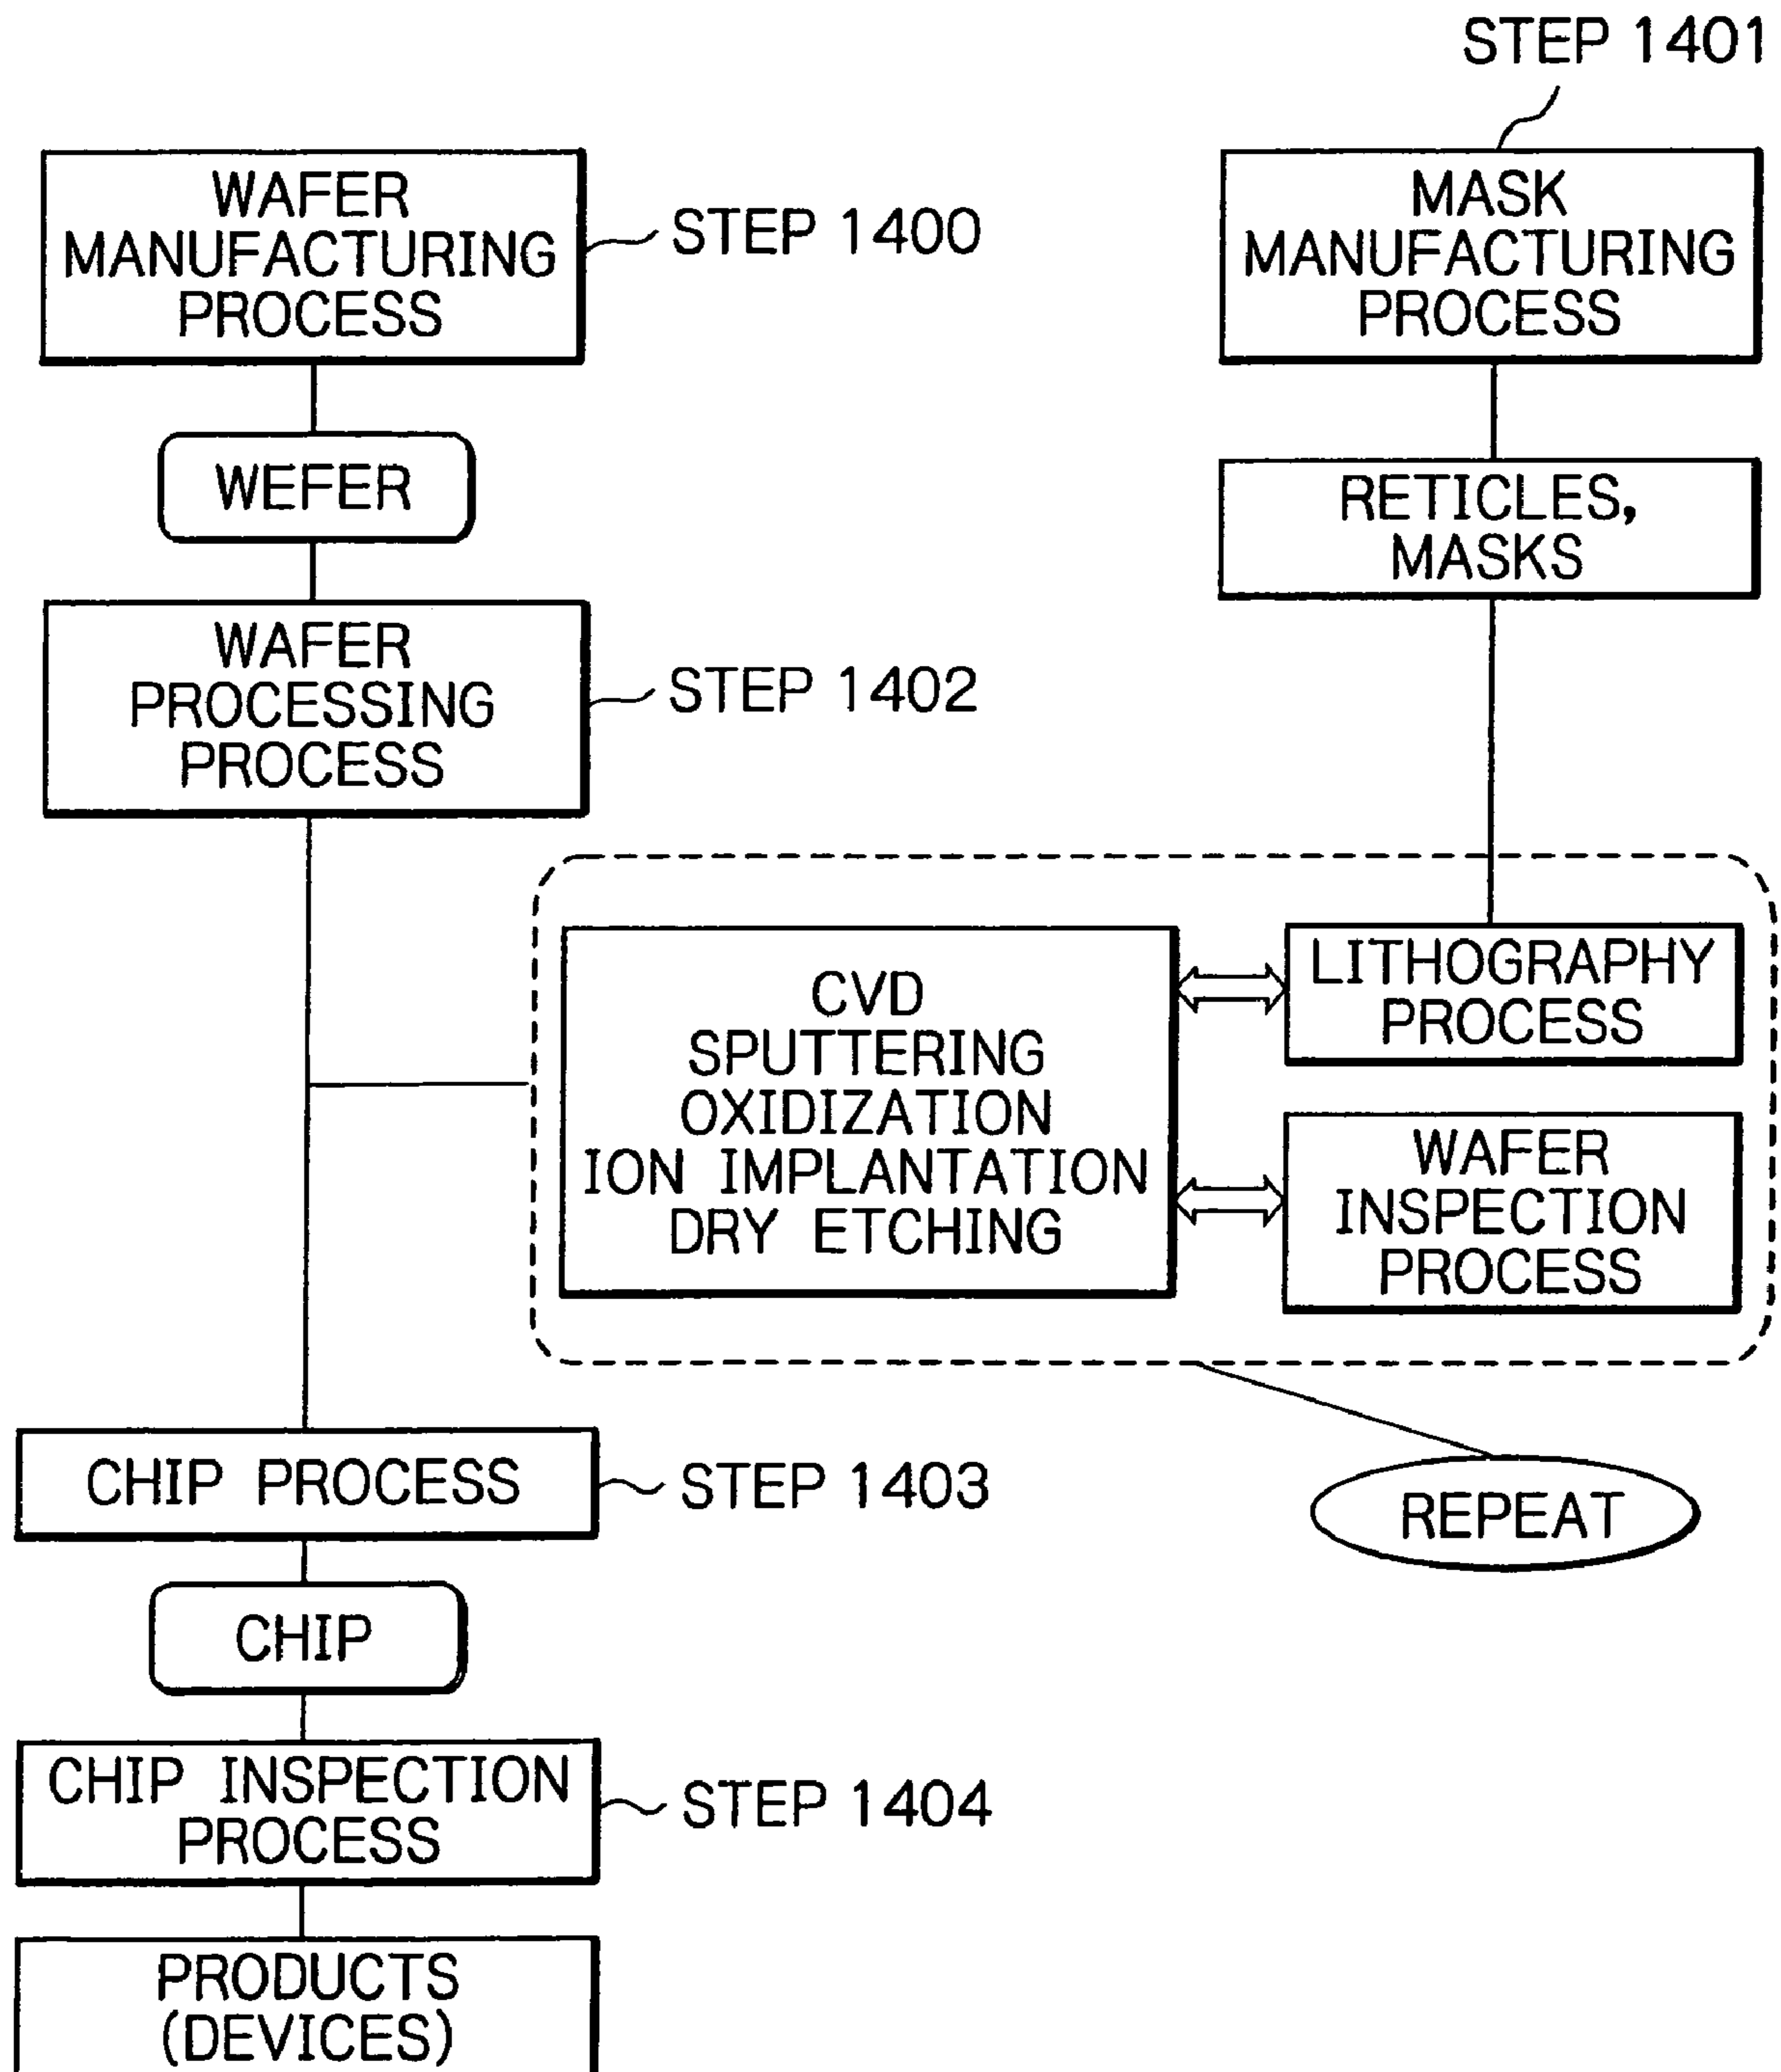 STEP 1401
WAFER
MANUFACTURING
PROCESS
STEP 1400
MASK
MANUFACTURING
PROCESS
WEFER
RETICLES,
MASKS
WAFER
PROCESSING
PROCESS
STEP 1402
CVD
SPUTTERING
OXIDIZATION
ION IMPLANTATION
DRY ETCHING
LITHOGRAPHY
PROCESS
WAFER
INSPECTION
PROCESS
CHIP PROCESS
STEP 1403
REPEAT
CHIP
CHIP INSPECTION
PROCESS
STEP 1404
PRODUCTS
(DEVICES)